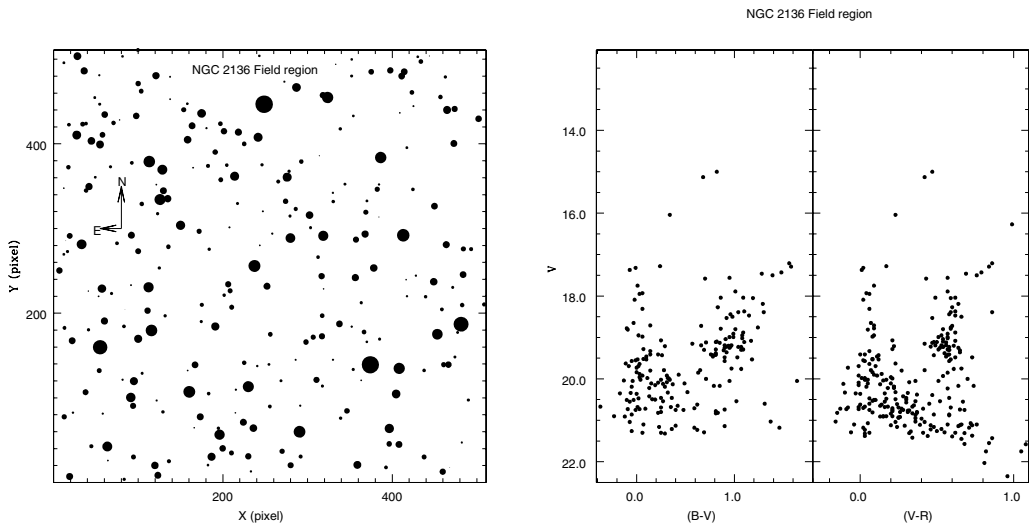 NGC 2136 Field region
NGC 2136 Field region
N
E
400
200
Y (pixel)
200
400
X (pixel)
14.0
16.0
18.0
20.0
22.0
V
0.0
1.0
0.0
1.0
(B-V)
(V-R)